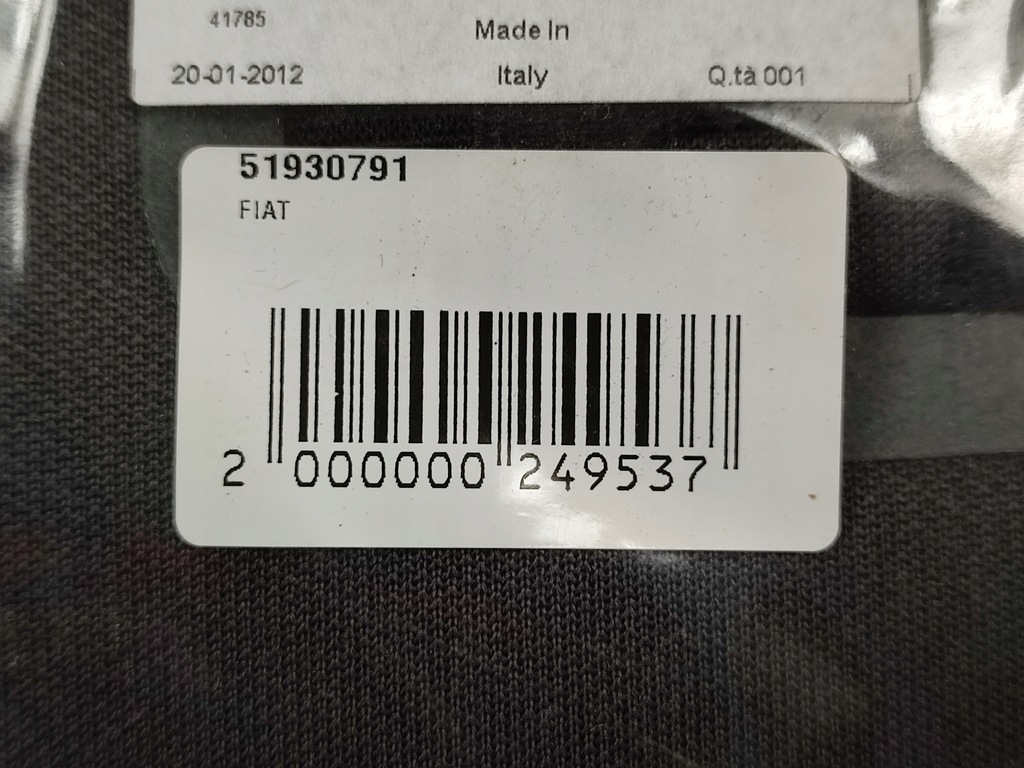 41785
Made In
20-01-2012 Italy Q.tà 001
51930791
FIAT
2 000000 249537